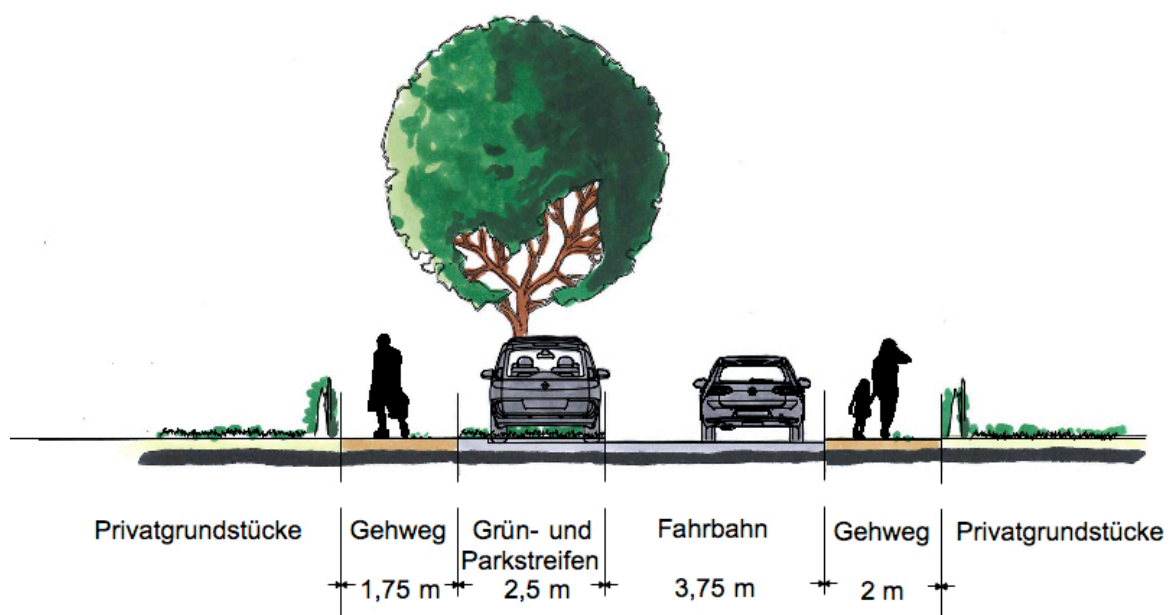 Privatgrundstücke
Gehweg
Grün- und
Parkstreifen
Fahrbahn
Gehweg
Privatgrundstücke
1,75 m
2,5 m
3,75 m
2 m